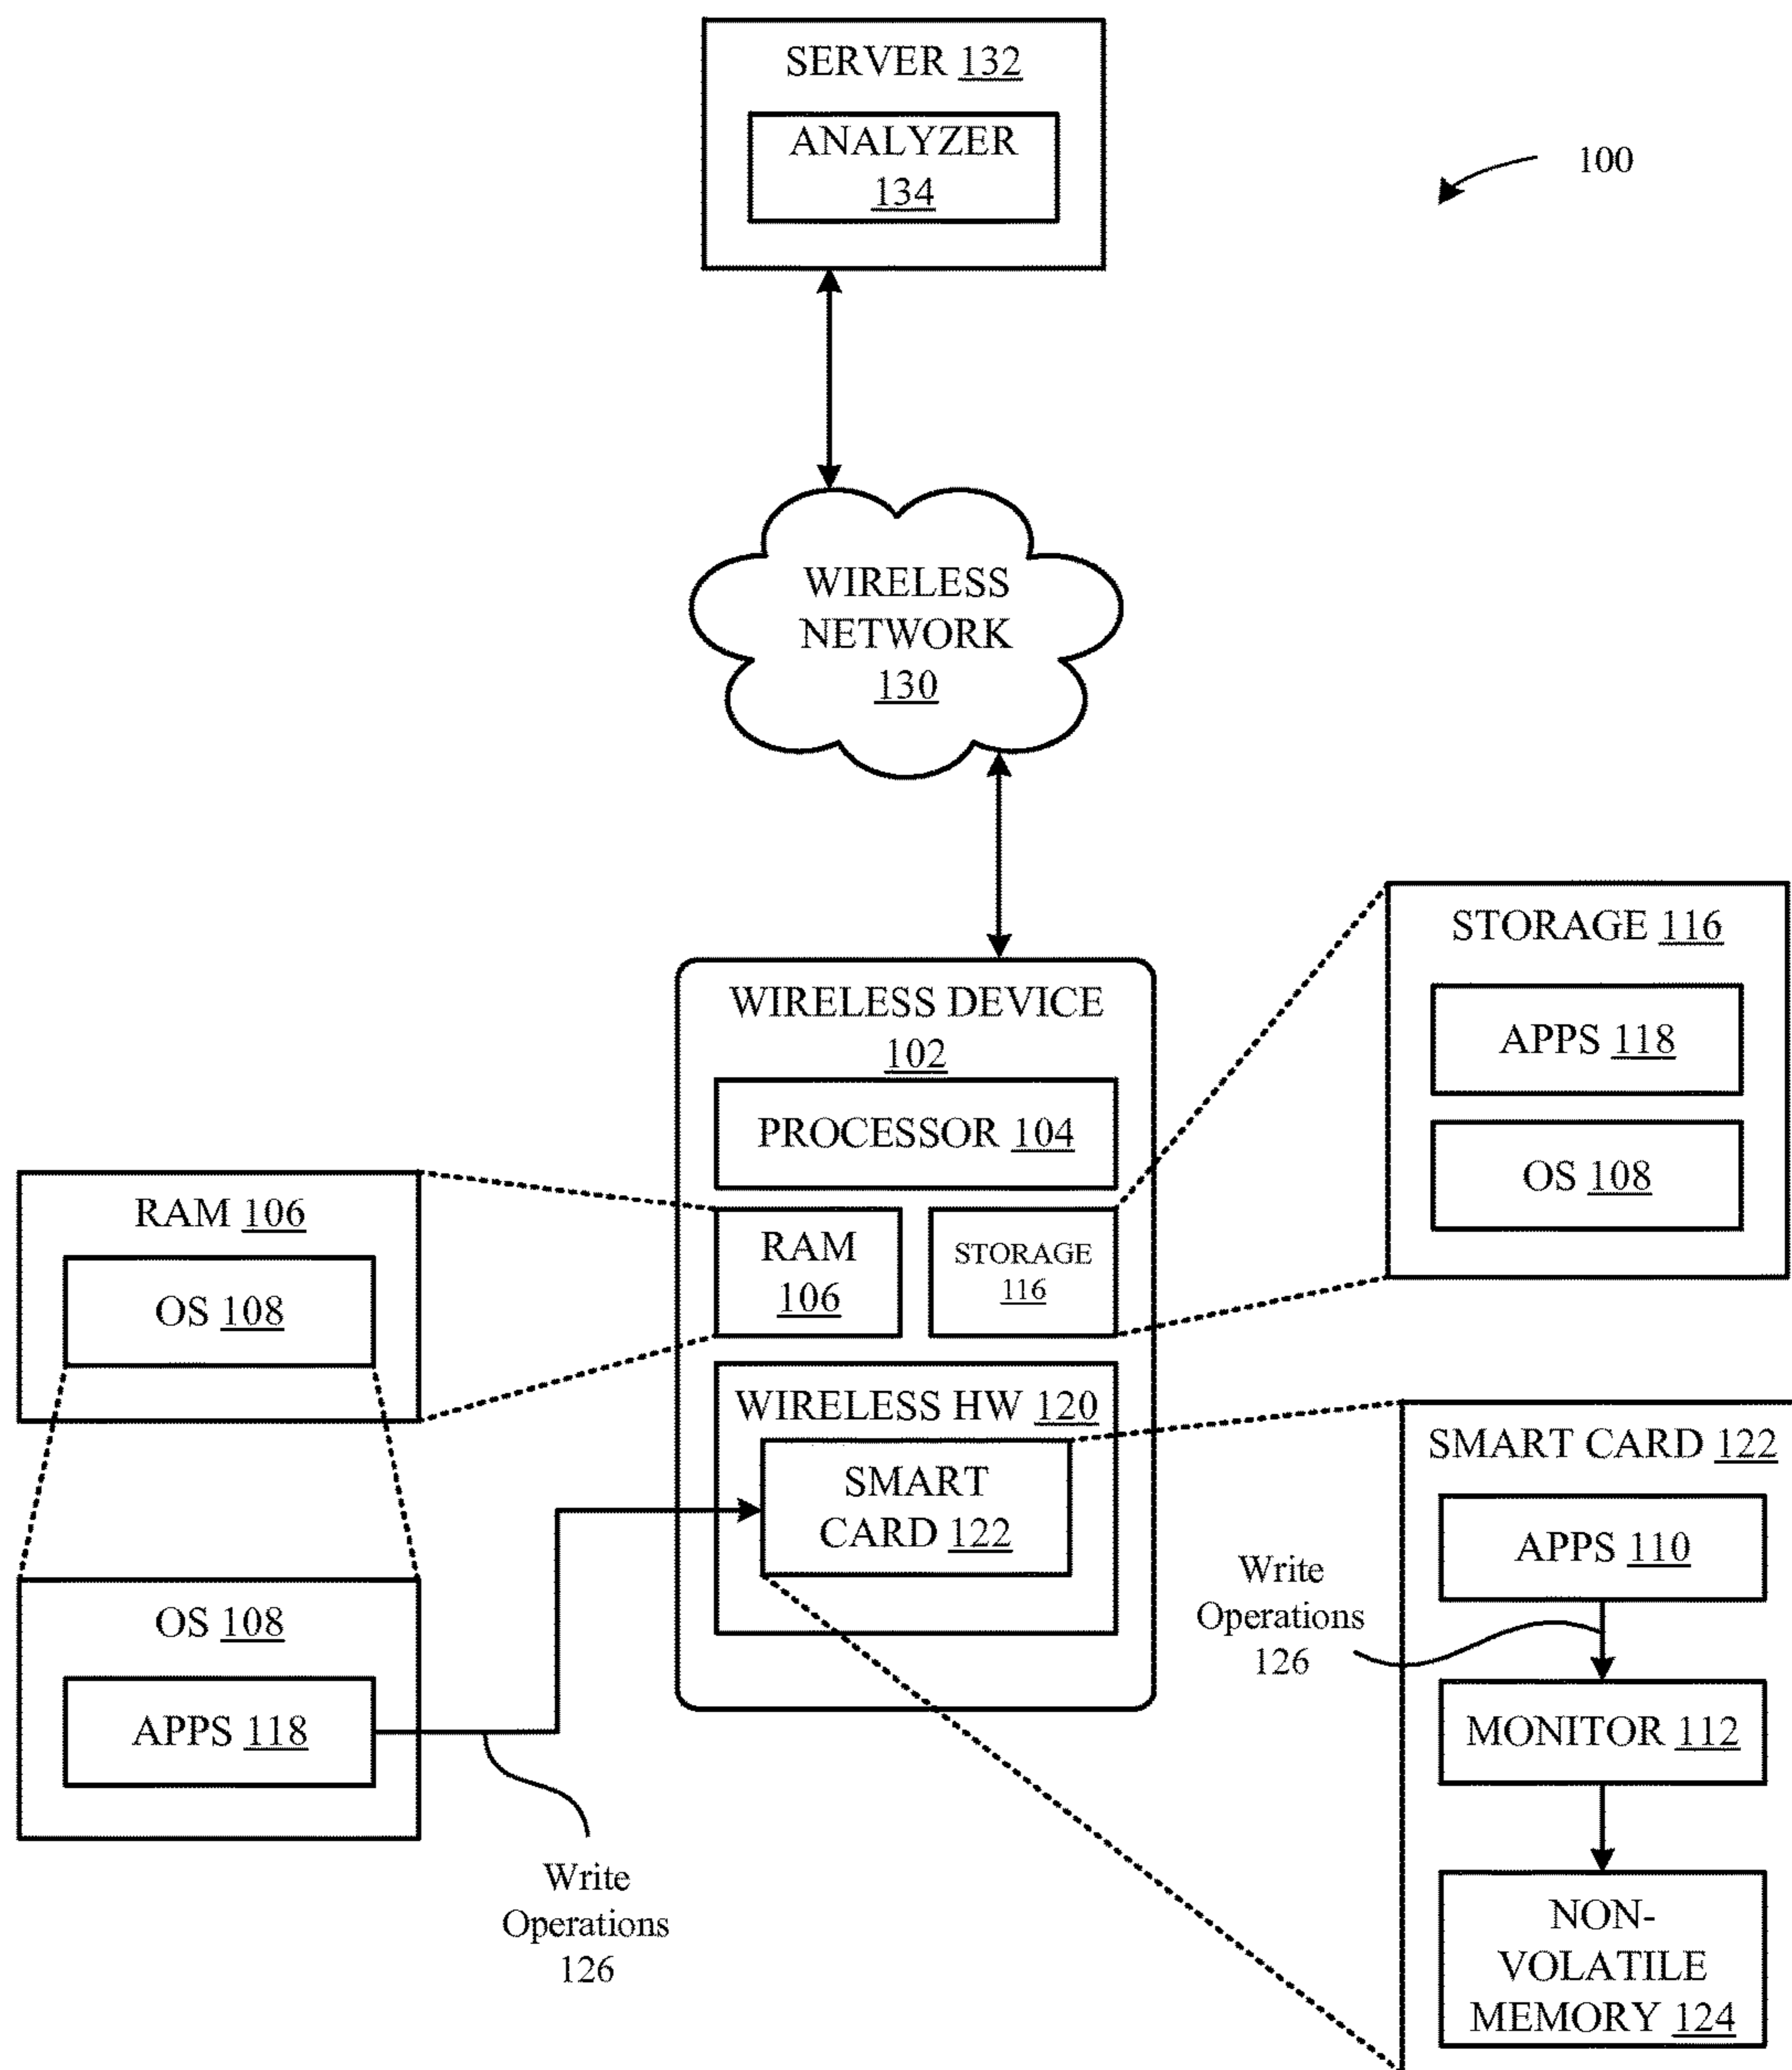 SERVER 132
ANALYZER
134
100
WIRELESS
NETWORK
130
WIRELESS DEVICE
102
PROCESSOR 104
RAM
106
STORAGE
116
WIRELESS HW 120
SMART
CARD 122
STORAGE 116
APPS 118
OS 108
RAM 106
OS 108
OS 108
APPS 118
Write
Operations
126
SMART CARD 122
APPS 110
Write
Operations
126
MONITOR 112
NON-
VOLATILE
MEMORY 124